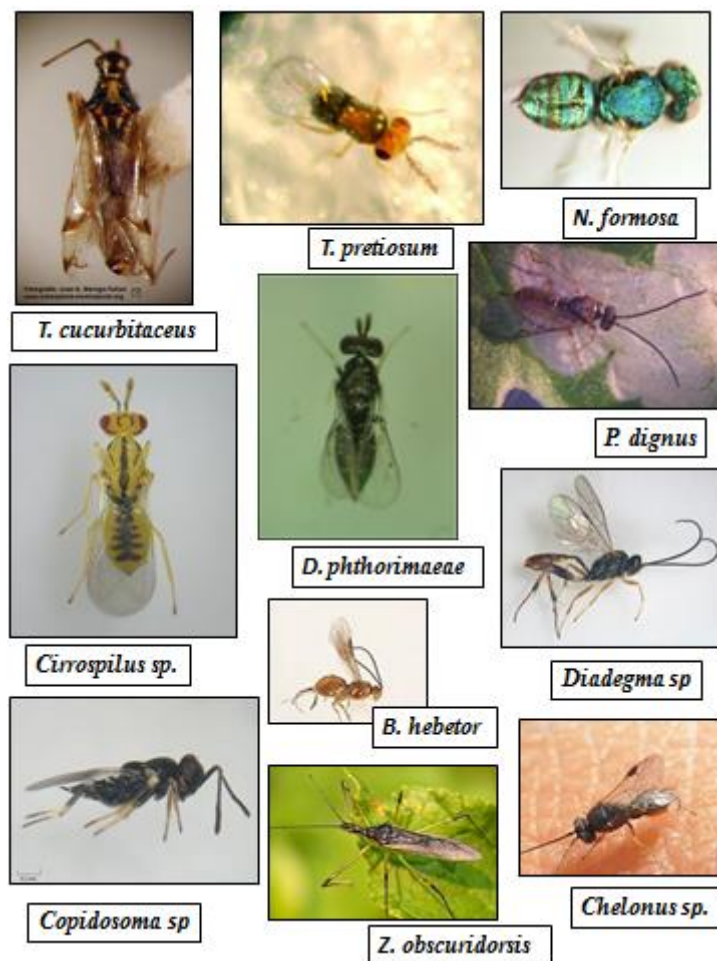 T. pretiosum
N. formosa
T. cucurbitaceus
P. dignus
D. phthorimaeae
Cirrospilus sp.
Diadegma sp
B. hebetor
Copidosoma sp
Chelonus sp.
Z. obscuridorsis